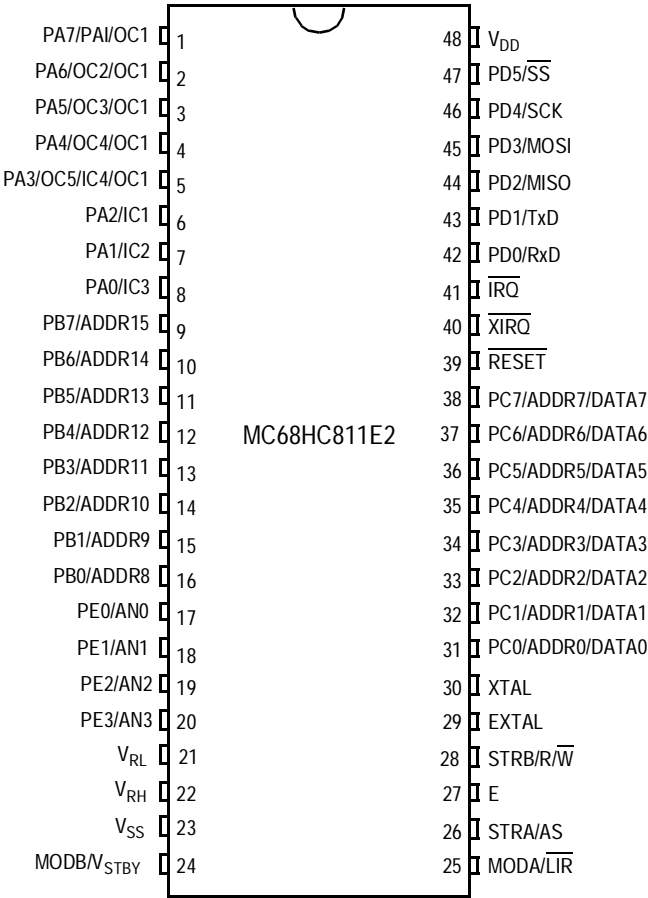 PA7/PAI/OC1 1 48 VDD
PA6/OC2/OC1 2 47 PD5/S̅S̅
PA5/OC3/OC1 3 46 PD4/SCK
PA4/OC4/OC1 4 45 PD3/MOSI
PA3/OC5/IC4/OC1 5 44 PD2/MISO
PA2/IC1 6 43 PD1/TxD
PA1/IC2 7 42 PD0/RxD
PA0/IC3 8 41 I̅R̅Q̅
PB7/ADDR15 9 40 X̅I̅R̅Q̅
PB6/ADDR14 10 39 R̅E̅S̅E̅T̅
PB5/ADDR13 11 38 PC7/ADDR7/DATA7
PB4/ADDR12 12 MC68HC811E2 37 PC6/ADDR6/DATA6
PB3/ADDR11 13 36 PC5/ADDR5/DATA5
PB2/ADDR10 14 35 PC4/ADDR4/DATA4
PB1/ADDR9 15 34 PC3/ADDR3/DATA3
PB0/ADDR8 16 33 PC2/ADDR2/DATA2
PE0/AN0 17 32 PC1/ADDR1/DATA1
PE1/AN1 18 31 PC0/ADDR0/DATA0
PE2/AN2 19 30 XTAL
PE3/AN3 20 29 EXTAL
VRL 21 28 STRB/R/W̅
VRH 22 27 E
VSS 23 26 STRA/AS
MODB/VSTBY 24 25 MODA/L̅I̅R̅